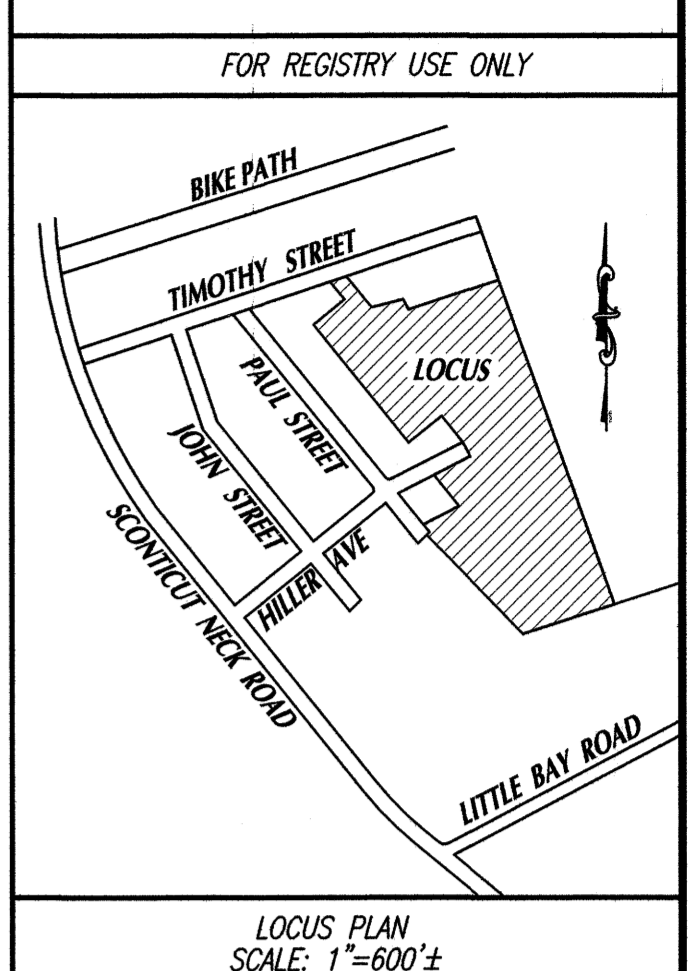 FOR REGISTRY USE ONLY
BIKE PATH
TIMOTHY STREET
LOCUS
PAUL STREET
JOHN STREET
HILLER AVE
SCONTICUT NECK ROAD
LITTLE BAY ROAD
LOCUS PLAN
SCALE: 1"=600'±